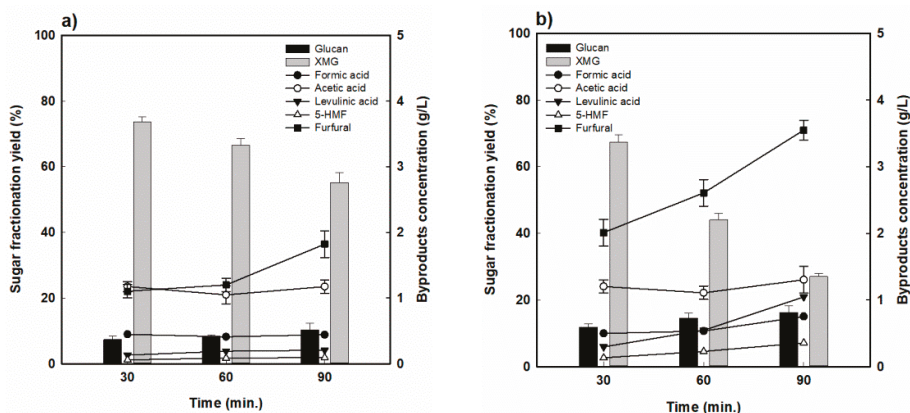 a)
100
80
60
40
20
0
Sugar fractionation yield (%)
Glucan
XMG
Formic acid
Acetic acid
Levulinic acid
5-HMF
Furfural
5
4
3
2
1
0
Byproducts concentration (g/L)
30 60 90
Time (min.)
b)
100
80
60
40
20
0
Sugar fractionation yield (%)
Glucan
XMG
Formic acid
Acetic acid
Levulinic acid
5-HMF
Furfural
5
4
3
2
1
0
Byproducts concentration (g/L)
30 60 90
Time (min.)